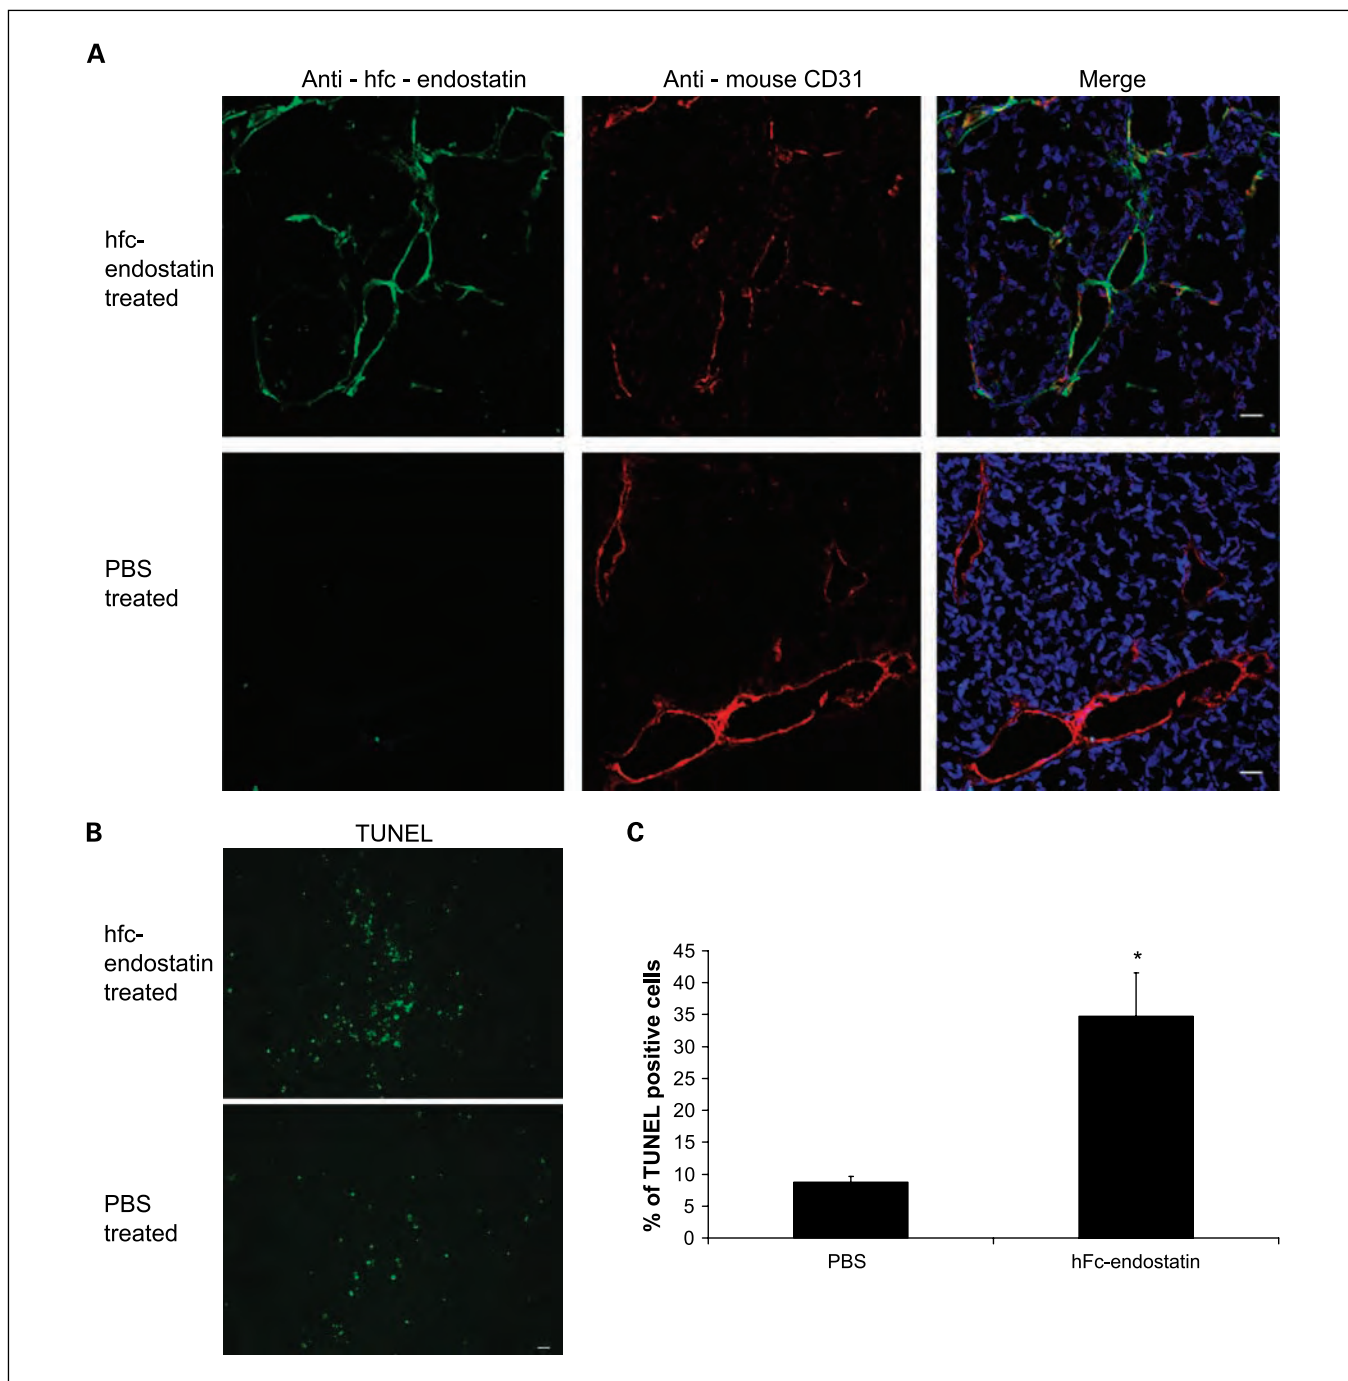 A
Anti - hfc - endostatin
Anti - mouse CD31
Merge
hfc-
endostatin
treated
PBS
treated
B
TUNEL
hfc-
endostatin
treated
PBS
treated
C
% of TUNEL positive cells
45
40
35
30
25
20
15
10
5
0
*
PBS
hFc-endostatin